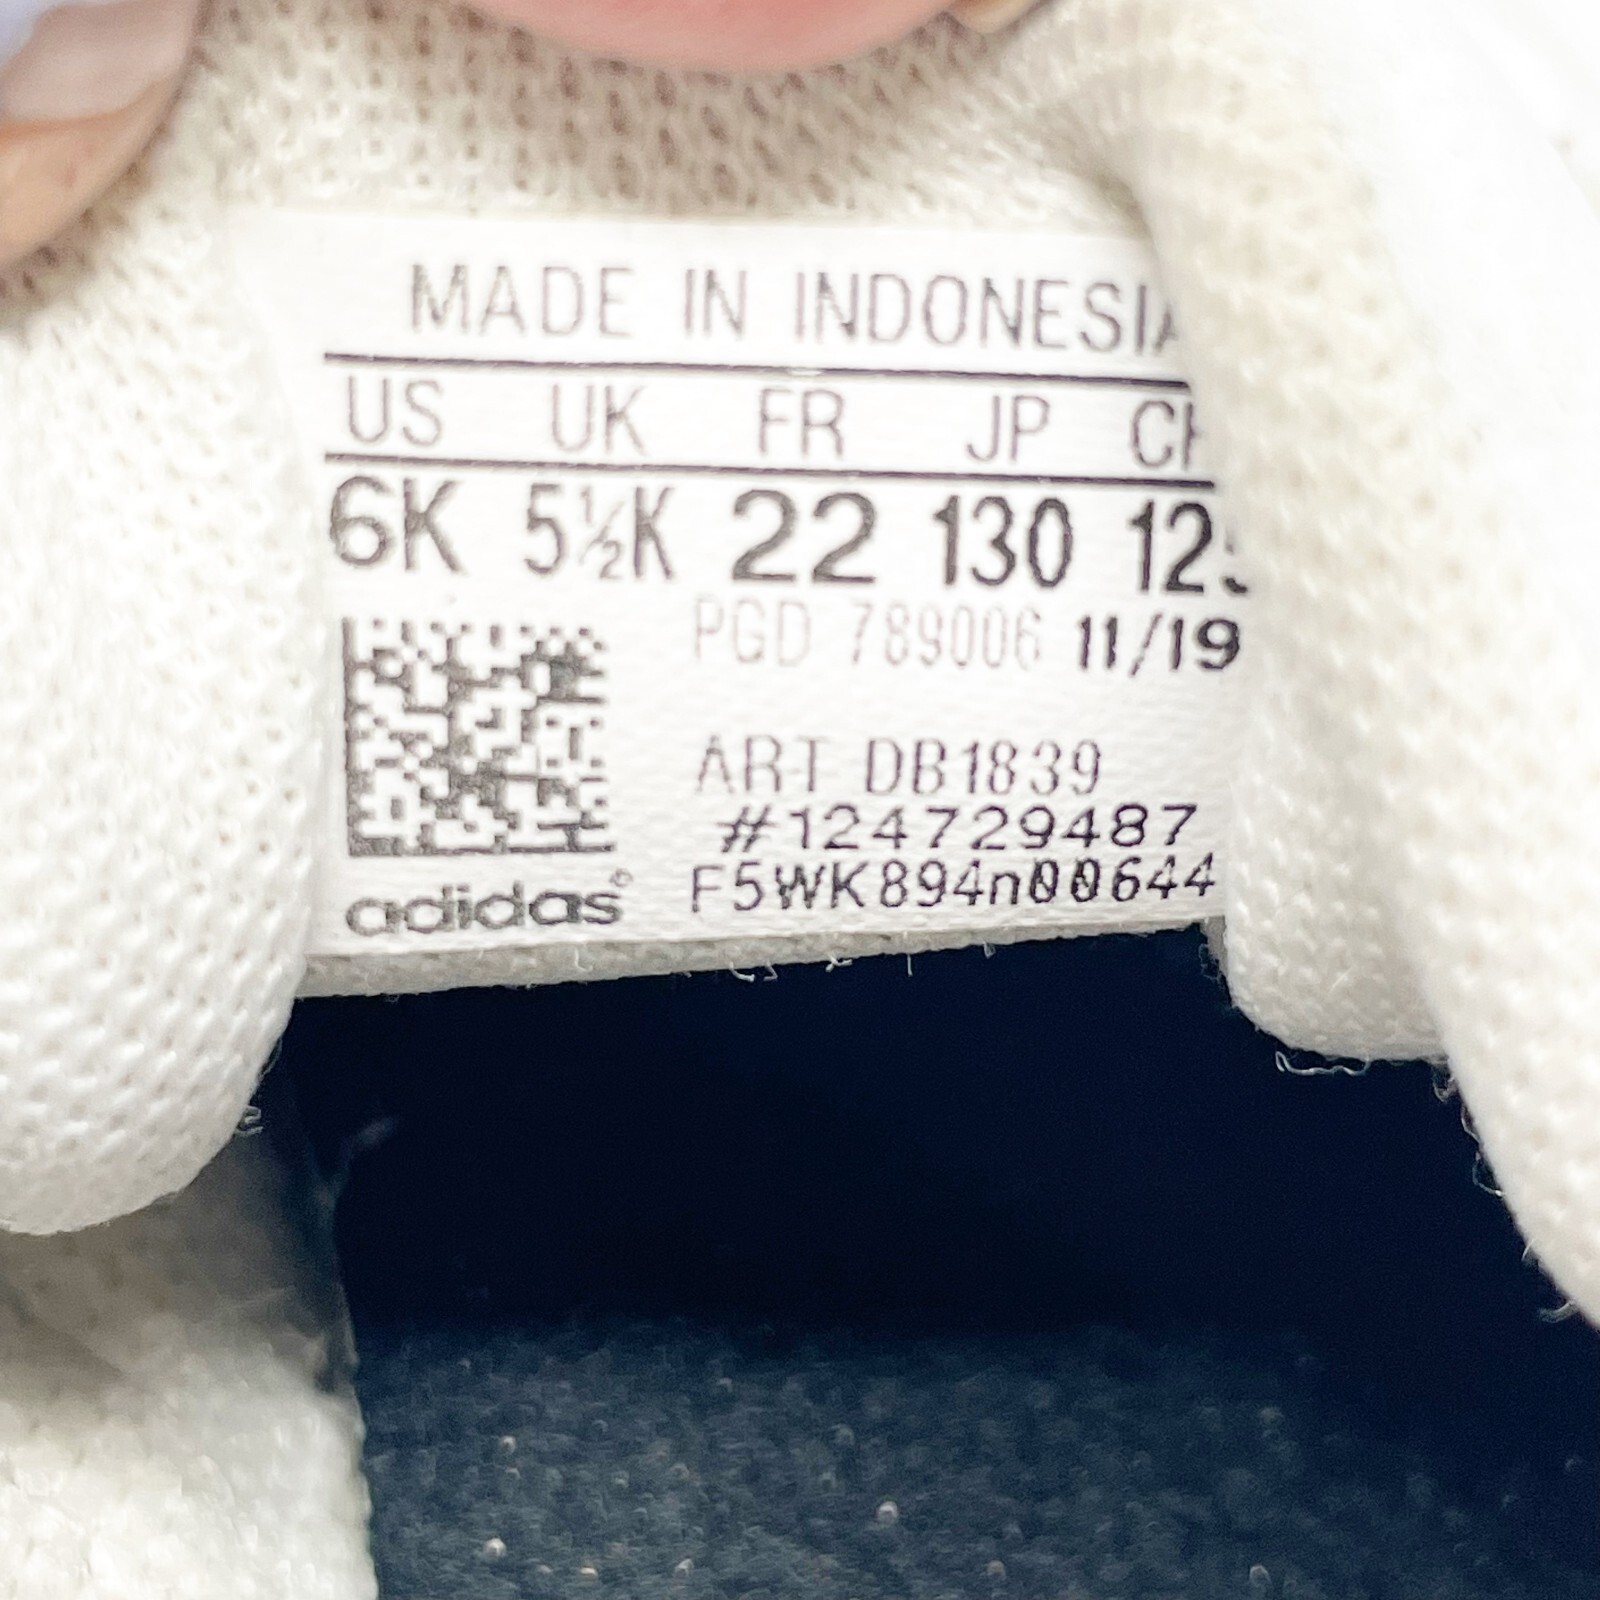 MADE IN INDONESIA
US UK FR JP
6K 5½K 22 130
PGD 789006 11/19
ART DB1839
#124729487
F5WK894n00644
adidas